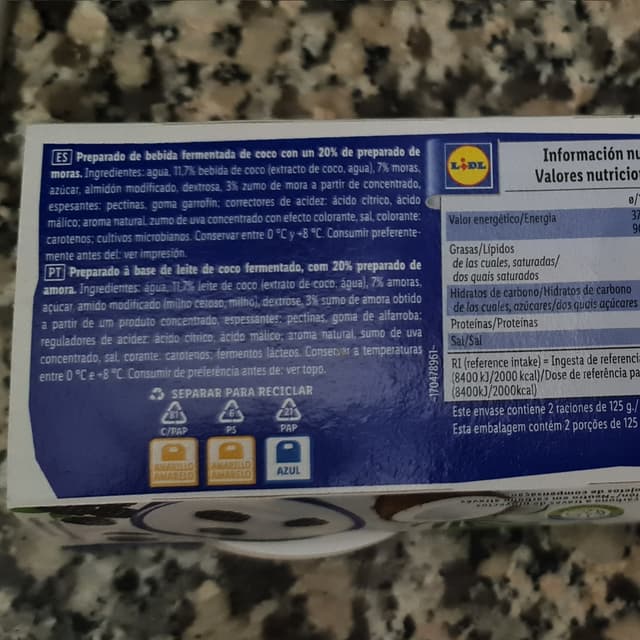 ES Preparado de bebida fermentada de coco con un 20% de preparado de
moras. Ingredientes: agua, 11,7% bebida de coco (extracto de coco, agua), 7% moras,
azúcar, almidón modificado, dextrosa, 3% zumo de mora a partir de concentrado,
espesantes: pectinas, goma garrofín; correctores de acidez: ácido cítrico, ácido
málico; aroma natural, zumo de uva concentrado con efecto colorante, sal, colorante:
carotenos; cultivos microbianos. Conservar entre 0 °C y +8 °C. Consumir preferente-
mente antes del: ver impresión.
PT Preparado à base de leite de coco fermentado, com 20% preparado de
amora. Ingredientes: água, 11,7% leite de coco (extrato de coco, água), 7% amoras,
açúcar, amido modificado (milho ceroso, milho), dextrose, 3% sumo de amora obtido
a partir de um produto concentrado, espessantes: pectinas, goma de alfarroba;
reguladores de acidez: ácido cítrico, ácido málico; aroma natural, sumo de uva
concentrado, sal, corante: carotenos; fermentos lácteos. Conservar a temperaturas
entre 0 °C e +8 °C. Consumir de preferência antes de: ver topo.
SEPARAR PARA RECICLAR
81 6 21
C/PAP PS PAP
AMARILLO AMARILLO AZUL
AMARELO AMARELO
-170478961-
LIDL
Información nu
Valores nutricio
ø/1
Valor energético/Energia 37
90
Grasas/Lípidos
de las cuales, saturadas/
dos quais saturados
Hidratos de carbono/Hidratos de carbono
de los cuales, azúcares/dos quais açúcares
Proteínas/Proteínas
Sal/Sal
RI (reference intake) = Ingesta de referenci
(8400 kJ/2000 kcal)/Dose de referência pa
(8400kJ/2000kcal)
Este envase contiene 2 raciones de 125 g/
Esta embalagem contém 2 porções de 125